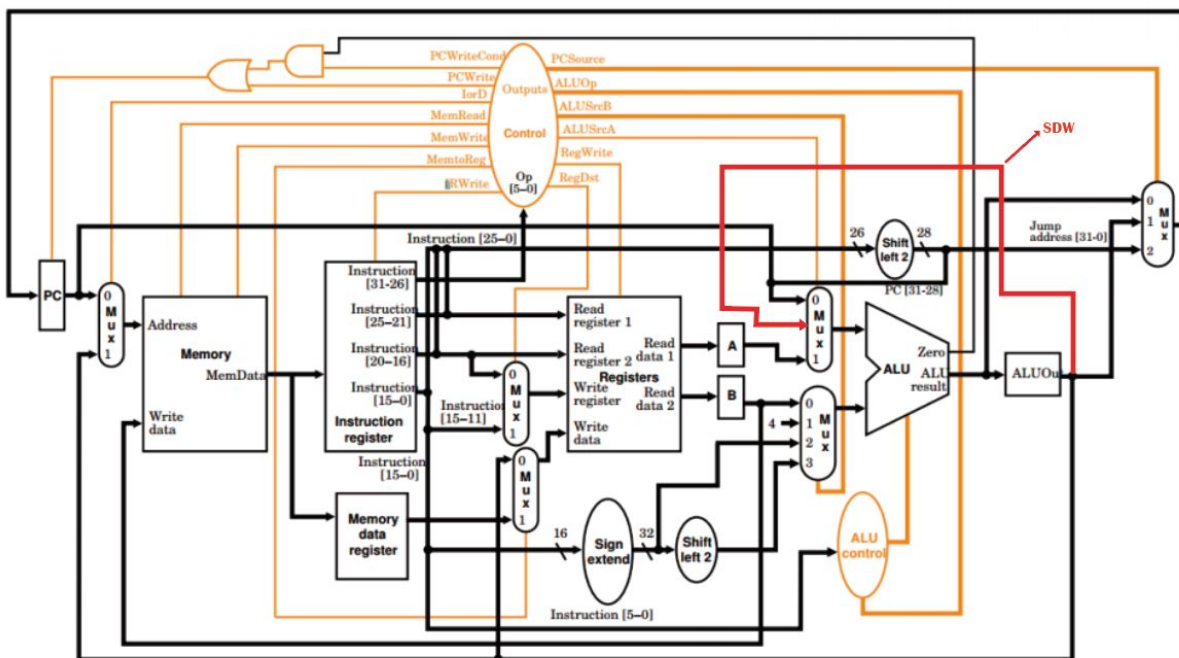 PCWriteCond
PCWrite
IorD
MemRead
MemWrite
MemtoReg
IRWrite
Outputs
Control
Op
[5–0]
PCSource
ALUOp
ALUSrcB
ALUSrcA
RegWrite
RegDst
SDW
0
1
2
M
u
x
Jump
address [31-0]
26
Shift
left 2
28
PC [31-28]
Instruction [25–0]
PC
0
M
u
x
1
Address
Memory
MemData
Write
data
Instruction
[31-26]
Instruction
[25–21]
Instruction
[20–16]
Instruction
[15–0]
Instruction
register
Instruction
[15–11]
Instruction
[15–0]
Memory
data
register
0
M
u
x
1
0
M
u
x
1
Read
register 1
Read
register 2
Registers
Write
register
Write
data
Read
data 1
Read
data 2
A
B
4
0
M
u
x
1
0
1
2
3
M
u
x
Zero
ALU
ALU
result
ALUOut
16
Sign
extend
32
Shift
left 2
ALU
control
Instruction [5–0]